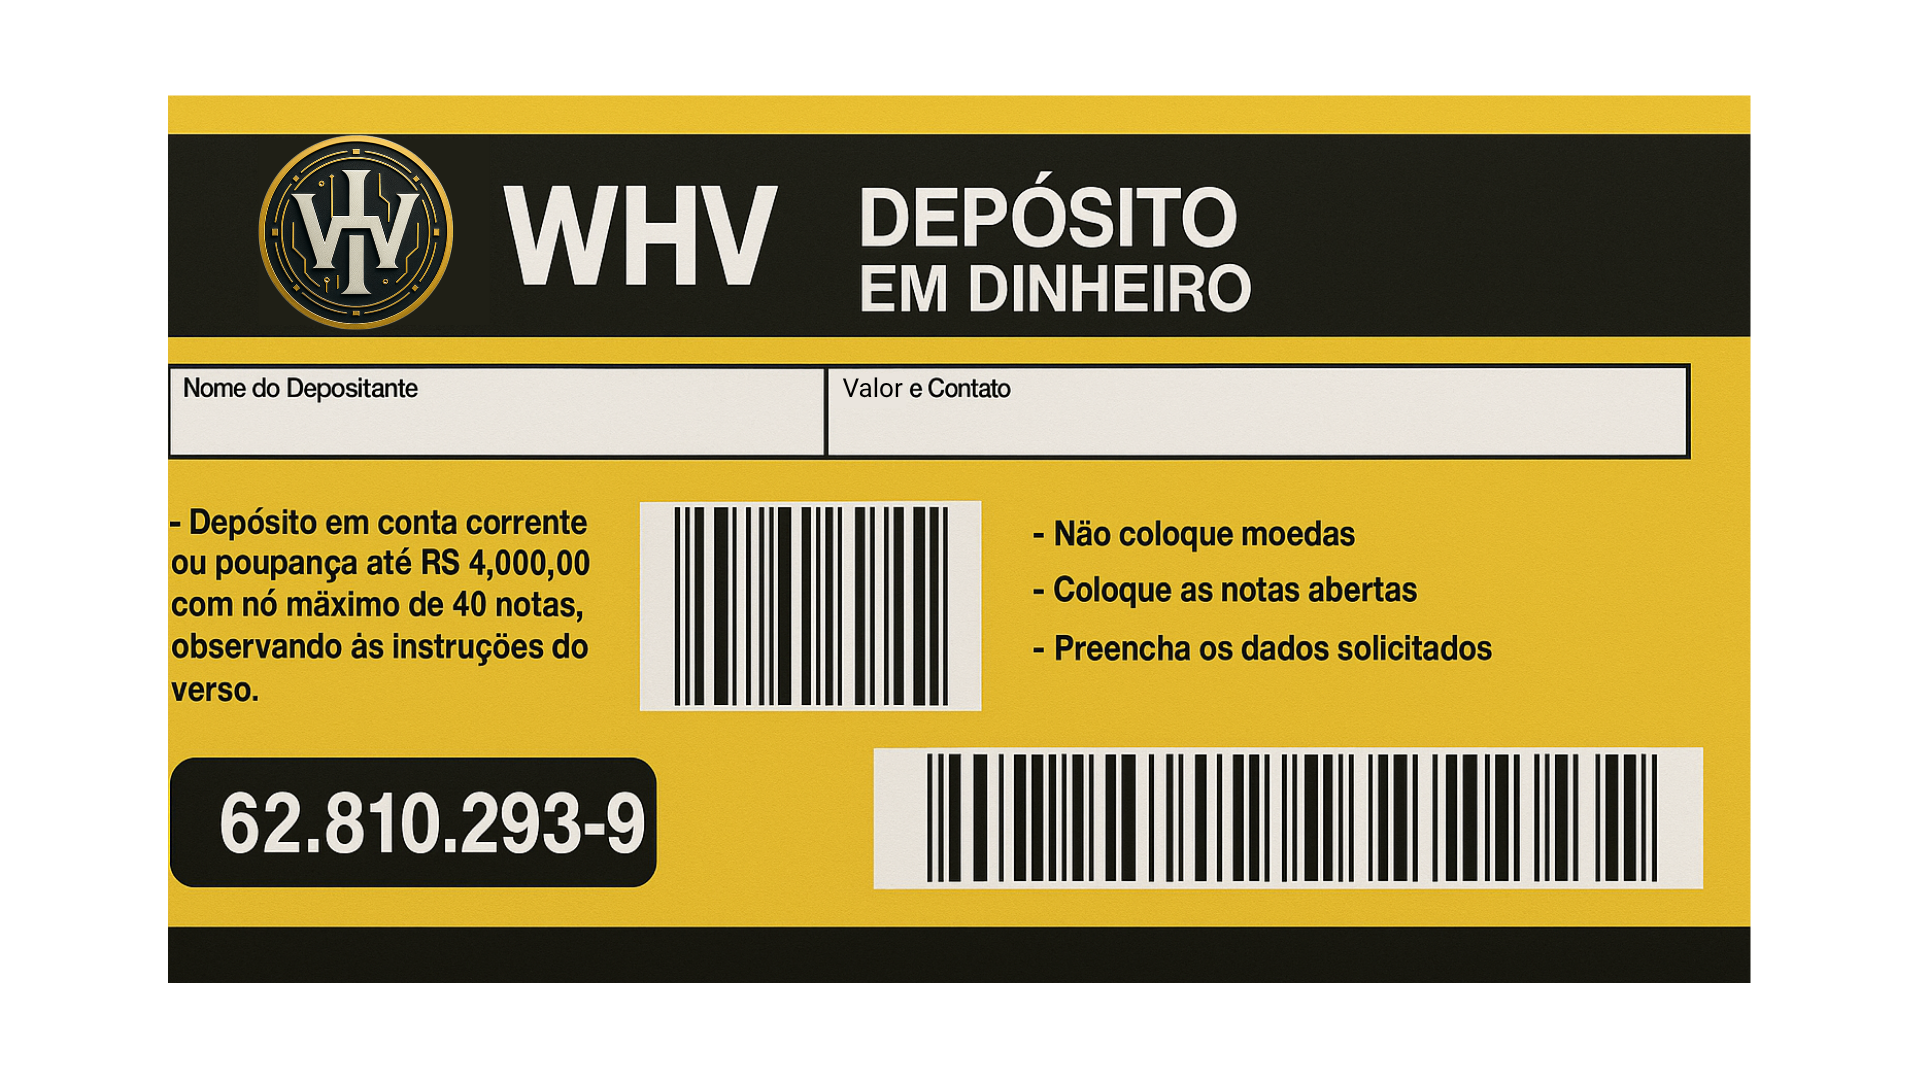 WHV
WHV
DEPÓSITO
EM DINHEIRO
Nome do Depositante
Valor e Contato
- Depósito em conta corrente
ou poupança até RS 4,000,00
com nó mäximo de 40 notas,
observando ȧs instruções do
verso.
- Näo coloque moedas
- Coloque as notas abertas
- Preencha os dados solicitados
62.810.293-9